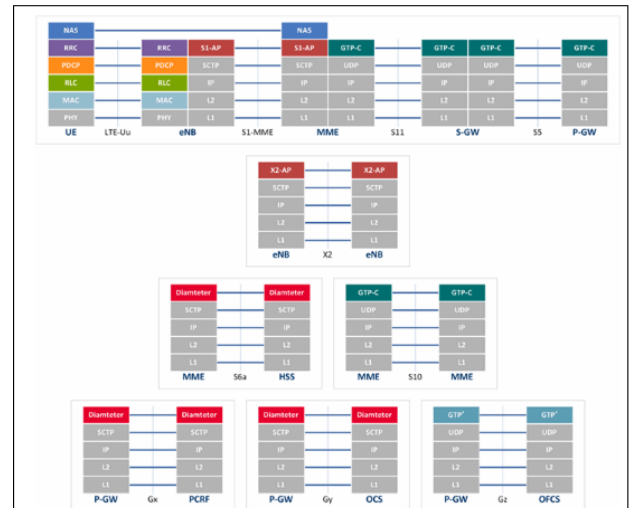 NAS NAS
RRC RRC S1-AP S1-AP GTP-C GTP-C GTP-C GTP-C
PDCP PDCP SCTP SCTP UDP UDP UDP UDP
RLC RLC IP IP IP IP IP IP
MAC MAC L2 L2 L2 L2 L2 L2
PHY PHY L1 L1 L1 L1 L1 L1
UE LTE-Uu eNB S1-MME MME S11 S-GW S5 P-GW
X2-AP X2-AP
SCTP SCTP
IP IP
L2 L2
L1 L1
eNB X2 eNB
Diamteter Diamteter
SCTP SCTP
IP IP
L2 L2
L1 L1
MME S6a HSS
GTP-C GTP-C
UDP UDP
IP IP
L2 L2
L1 L1
MME S10 MME
Diamteter Diamteter
SCTP SCTP
IP IP
L2 L2
L1 L1
P-GW Gx PCRF
Diamteter Diamteter
SCTP SCTP
IP IP
L2 L2
L1 L1
P-GW Gy OCS
GTP' GTP'
UDP UDP
IP IP
L2 L2
L1 L1
P-GW Gz OFCS